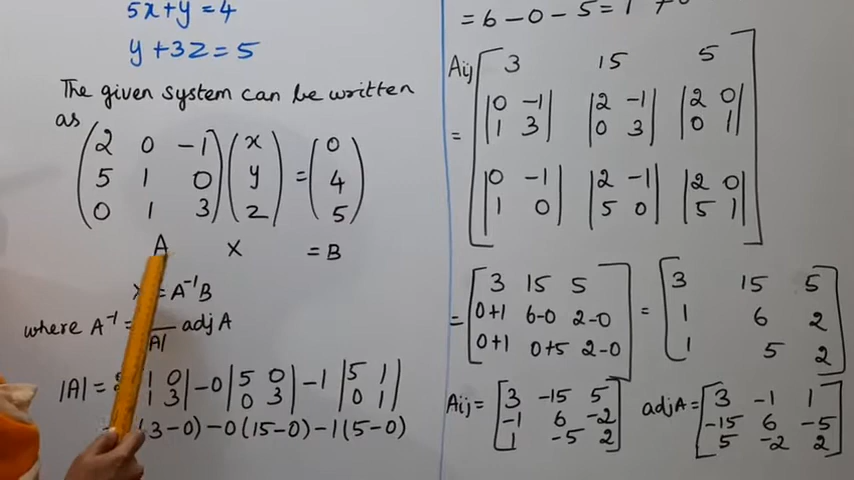 5x+y=4
y+3z=5
The given system can be written
as
(2 0 -1) (x) (0)
(5 1 0) (y) = (4)
(0 1 3) (z) (5)
A X = B
= A⁻¹B
where A⁻¹ = adj A
|A|
|A| = |1 0| -0 |5 0| -1 |5 1|
|1 3| |0 3| |0 1|
(3-0) -0(15-0) -1(5-0)
= 6-0-5 = 1
Aij [3 15 5]
= |0 -1| |2 -1| |2 0|
|1 3| |0 3| |0 1|
|0 -1| |2 -1| |2 0|
|1 0| |5 0| |5 1|
= [3 15 5] = [3 15 5]
[0+1 6-0 2-0] [1 6 2]
[0+1 0+5 2-0] [1 5 2]
Aij = [3 -15 5] adj A = [3 -1 1]
[-1 6 -2] [-15 6 -5]
[1 -5 2] [5 -2 2]